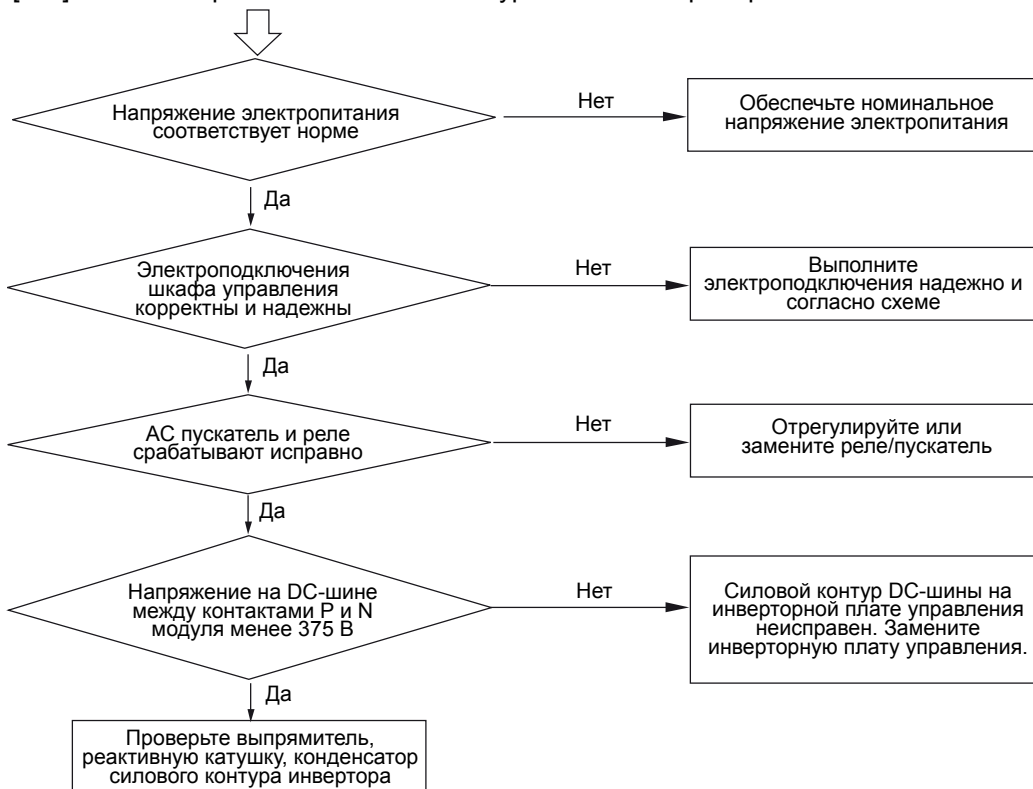 Напряжение электропитания
соответствует норме
Нет
Обеспечьте номинальное
напряжение электропитания
Да
Электроподключения
шкафа управления
корректны и надежны
Нет
Выполните
электроподключения надежно и
согласно схеме
Да
АС пускатель и реле
срабатывают исправно
Нет
Отрегулируйте или
замените реле/пускатель
Да
Напряжение на DC-шине
между контактами P и N
модуля менее 375 В
Нет
Силовой контур DC-шины на
инверторной плате управления
неисправен. Замените
инверторную плату управления.
Да
Проверьте выпрямитель,
реактивную катушку, конденсатор
силового контура инвертора